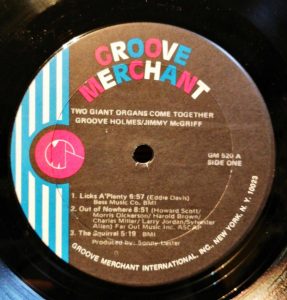 GROOVE
MERCHANT
TWO GIANT ORGANS COME TOGETHER
GROOVE HOLMES/JIMMY McGRIFF
GM 520 A
SIDE ONE
1. Licks A'Plenty 6:57 (Eddie Davis)
Bess Music Co. BMI
2. Out of Nowhere 8:51 (Howard Scott/
Morris Dickerson/ Harold Brown/
Charles Miller/ Larry Jordan/Sylvester
Allen) Far Out Music Inc. ASCAP
3. The Squirrel 5:19 BMI
Produced by: Sonny Lester
GROOVE MERCHANT INTERNATIONAL INC., NEW YORK, N. Y. 10023